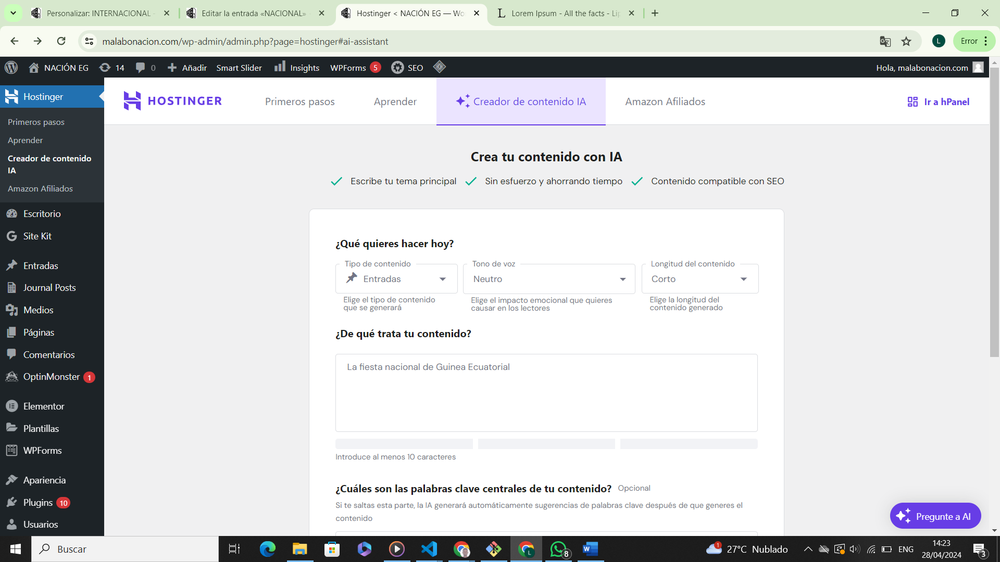 Personalizar: INTERNACIONAL
Editar la entrada «NACIONAL»
Hostinger < NACIÓN EG — Wo
Lorem Ipsum - All the facts - Lip
malabonacion.com/wp-admin/admin.php?page=hostinger#ai-assistant
L
Error
NACIÓN EG
14
0
Añadir
Smart Slider
Insights
WPForms 5
SEO
Hola, malabonacion.com
Hostinger
Primeros pasos
Aprender
Creador de contenido
IA
Amazon Afiliados
Escritorio
Site Kit
Entradas
Journal Posts
Medios
Páginas
Comentarios
OptinMonster 1
Elementor
Plantillas
WPForms
Apariencia
Plugins 10
Usuarios
HOSTINGER
Primeros pasos
Aprender
Creador de contenido IA
Amazon Afiliados
Ir a hPanel
Crea tu contenido con IA
Escribe tu tema principal
Sin esfuerzo y ahorrando tiempo
Contenido compatible con SEO
¿Qué quieres hacer hoy?
Tipo de contenido
Entradas
Elige el tipo de contenido
que se generará
Tono de voz
Neutro
Elige el impacto emocional que quieres
causar en los lectores
Longitud del contenido
Corto
Elige la longitud del
contenido generado
¿De qué trata tu contenido?
La fiesta nacional de Guinea Ecuatorial
Introduce al menos 10 caracteres
¿Cuáles son las palabras clave centrales de tu contenido? Opcional
Si te saltas esta parte, la IA generará automáticamente sugerencias de palabras clave después de que generes el
contenido
Pregunte a AI
Buscar
8
1
27°C Nublado
ENG
14:23
28/04/2024
3